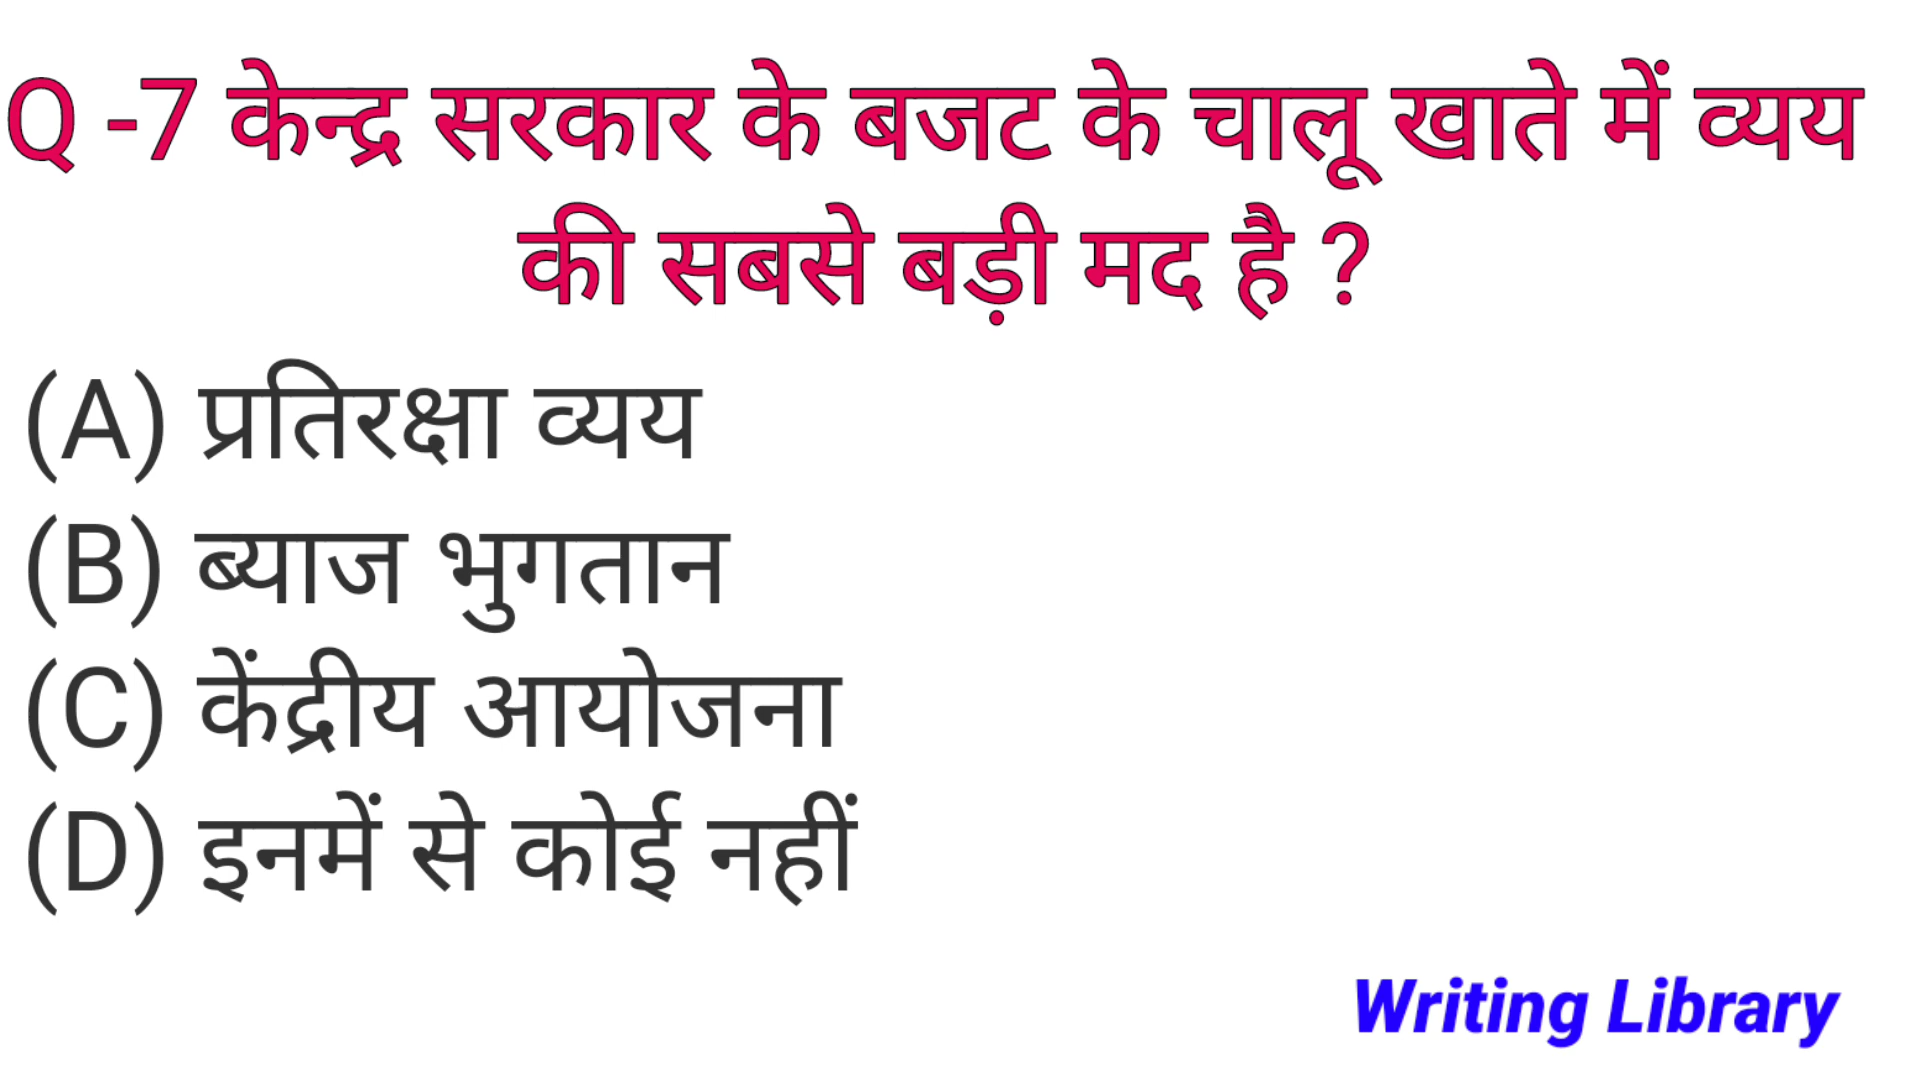 Q -7 केन्द्र सरकार के बजट के चालू खाते में व्यय
की सबसे बड़ी मद है ?
(A) प्रतिरक्षा व्यय
(B) ब्याज भुगतान
(C) केंद्रीय आयोजना
(D) इनमें से कोई नहीं
Writing Library